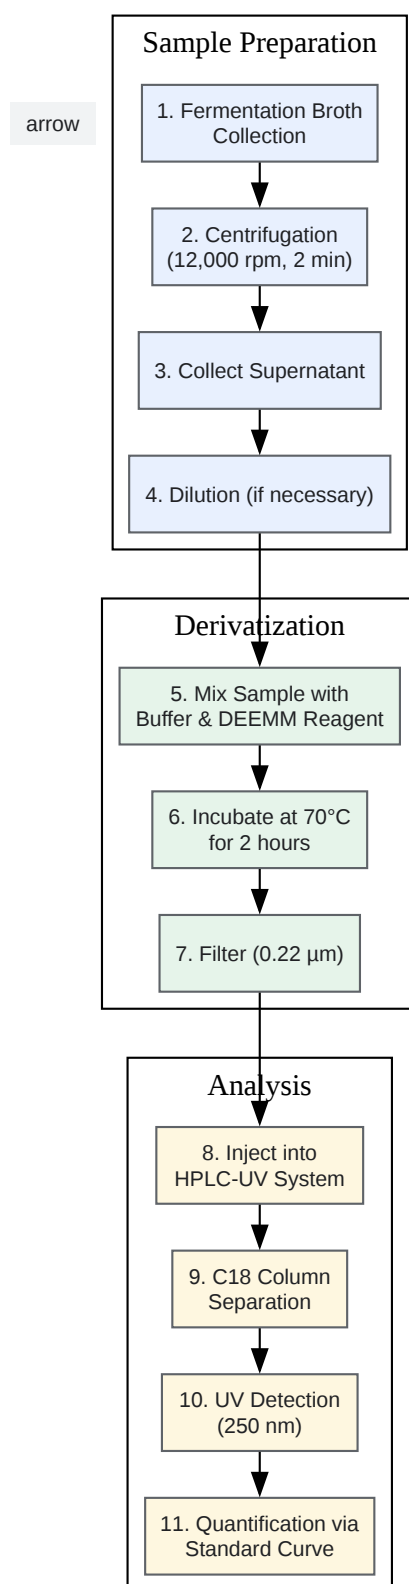 Sample Preparation
arrow
1. Fermentation Broth
Collection
2. Centrifugation
(12,000 rpm, 2 min)
3. Collect Supernatant
4. Dilution (if necessary)
Derivatization
5. Mix Sample with
Buffer & DEEMM Reagent
6. Incubate at 70°C
for 2 hours
7. Filter (0.22 µm)
Analysis
8. Inject into
HPLC-UV System
9. C18 Column
Separation
10. UV Detection
(250 nm)
11. Quantification via
Standard Curve